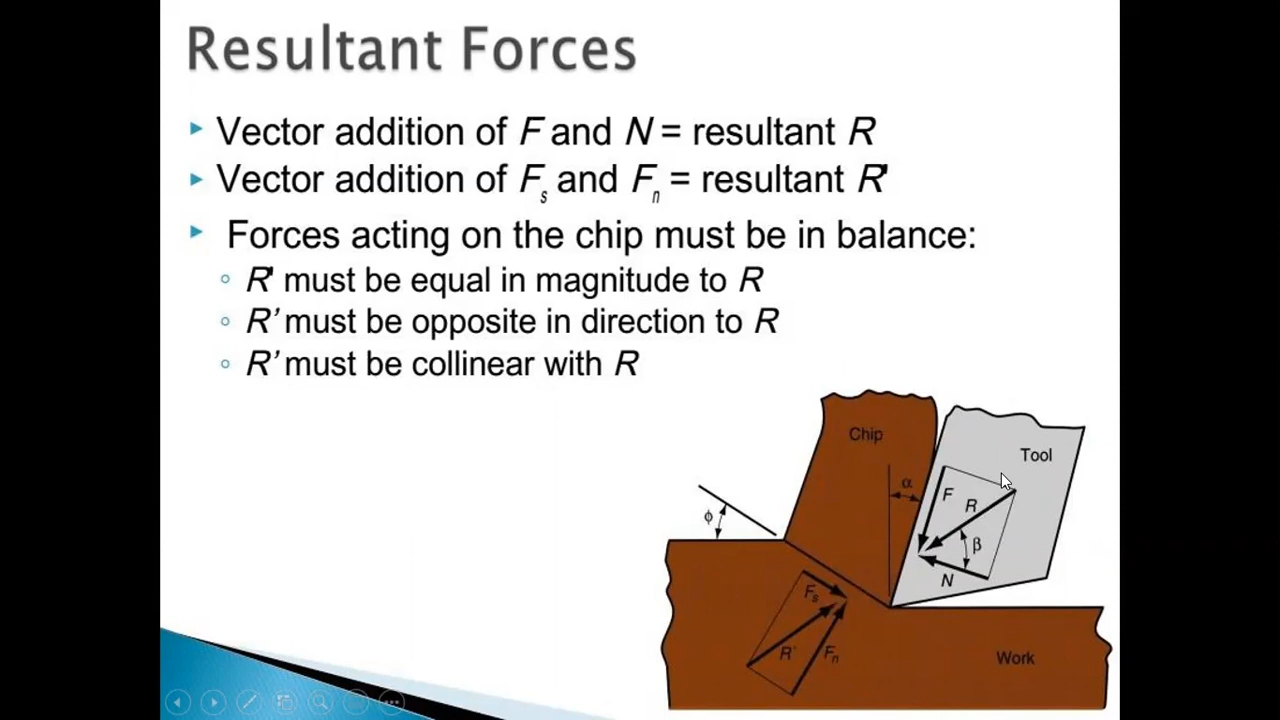 Resultant Forces
Vector addition of F and N = resultant R
Vector addition of Fs and Fn = resultant R'
Forces acting on the chip must be in balance:
R' must be equal in magnitude to R
R’ must be opposite in direction to R
R’ must be collinear with R
Chip
Tool
α
F
R
ϕ
β
N
Fs
R'
Fn
Work